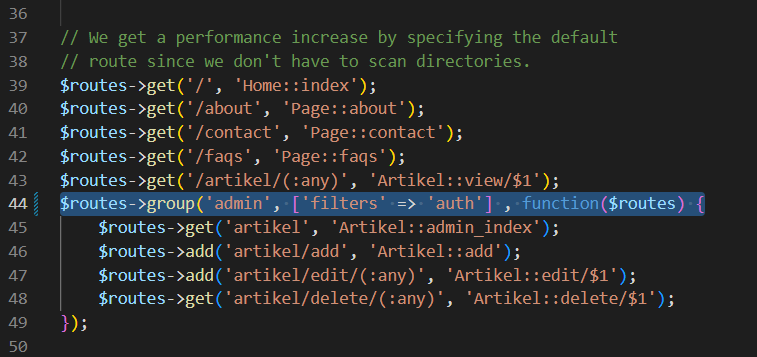 36
37 // We get a performance increase by specifying the default
38 // route since we don't have to scan directories.
39 $routes->get('/', 'Home::index');
40 $routes->get('/about', 'Page::about');
41 $routes->get('/contact', 'Page::contact');
42 $routes->get('/faqs', 'Page::faqs');
43 $routes->get('/artikel/(:any)', 'Artikel::view/$1');
44 $routes->group('admin', ['filters' => 'auth'] , function($routes) {
45     $routes->get('artikel', 'Artikel::admin_index');
46     $routes->add('artikel/add', 'Artikel::add');
47     $routes->add('artikel/edit/(:any)', 'Artikel::edit/$1');
48     $routes->get('artikel/delete/(:any)', 'Artikel::delete/$1');
49 });
50